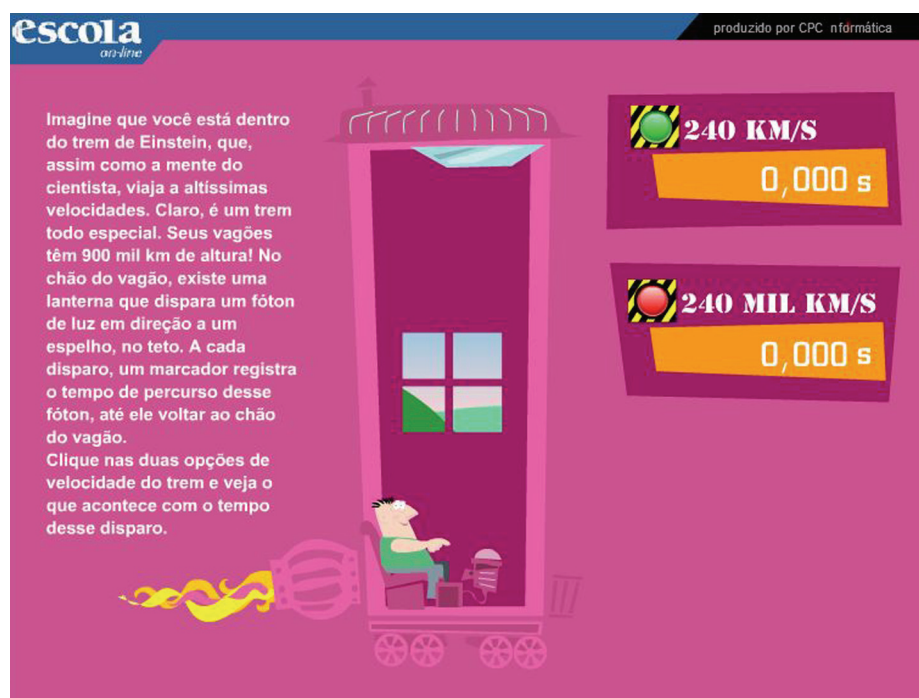 escola
on-line
produzido por CPC nfórmática
Imagine que você está dentro
do trem de Einstein, que,
assim como a mente do
cientista, viaja a altíssimas
velocidades. Claro, é um trem
todo especial. Seus vagões
têm 900 mil km de altura! No
chão do vagão, existe uma
lanterna que dispara um fóton
de luz em direção a um
espelho, no teto. A cada
disparo, um marcador registra
o tempo de percurso desse
fóton, até ele voltar ao chão
do vagão.
Clique nas duas opções de
velocidade do trem e veja o
que acontece com o tempo
desse disparo.
240 KM/S
0,000 s
240 MIL KM/S
0,000 s